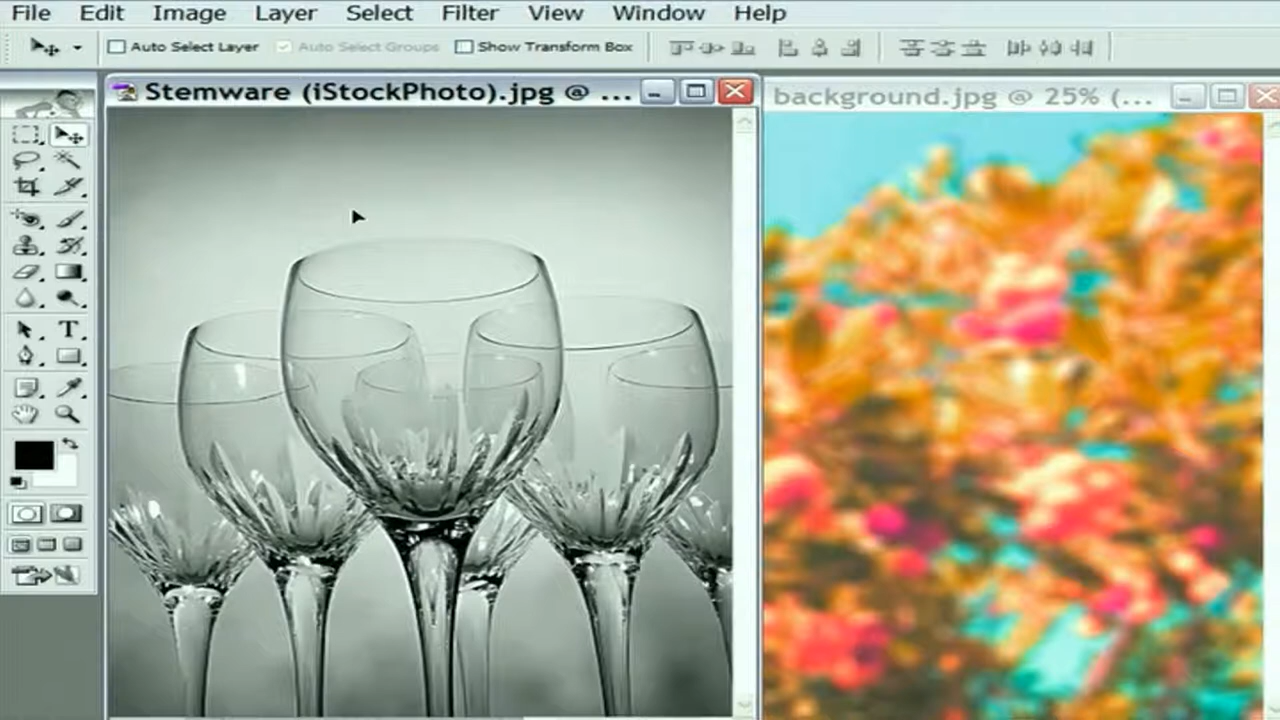 File Edit Image Layer Select Filter View Window Help
Auto Select Layer Auto Select Groups Show Transform Box
Stemware (iStockPhoto).jpg @ ...
background.jpg @ 25% (...
T